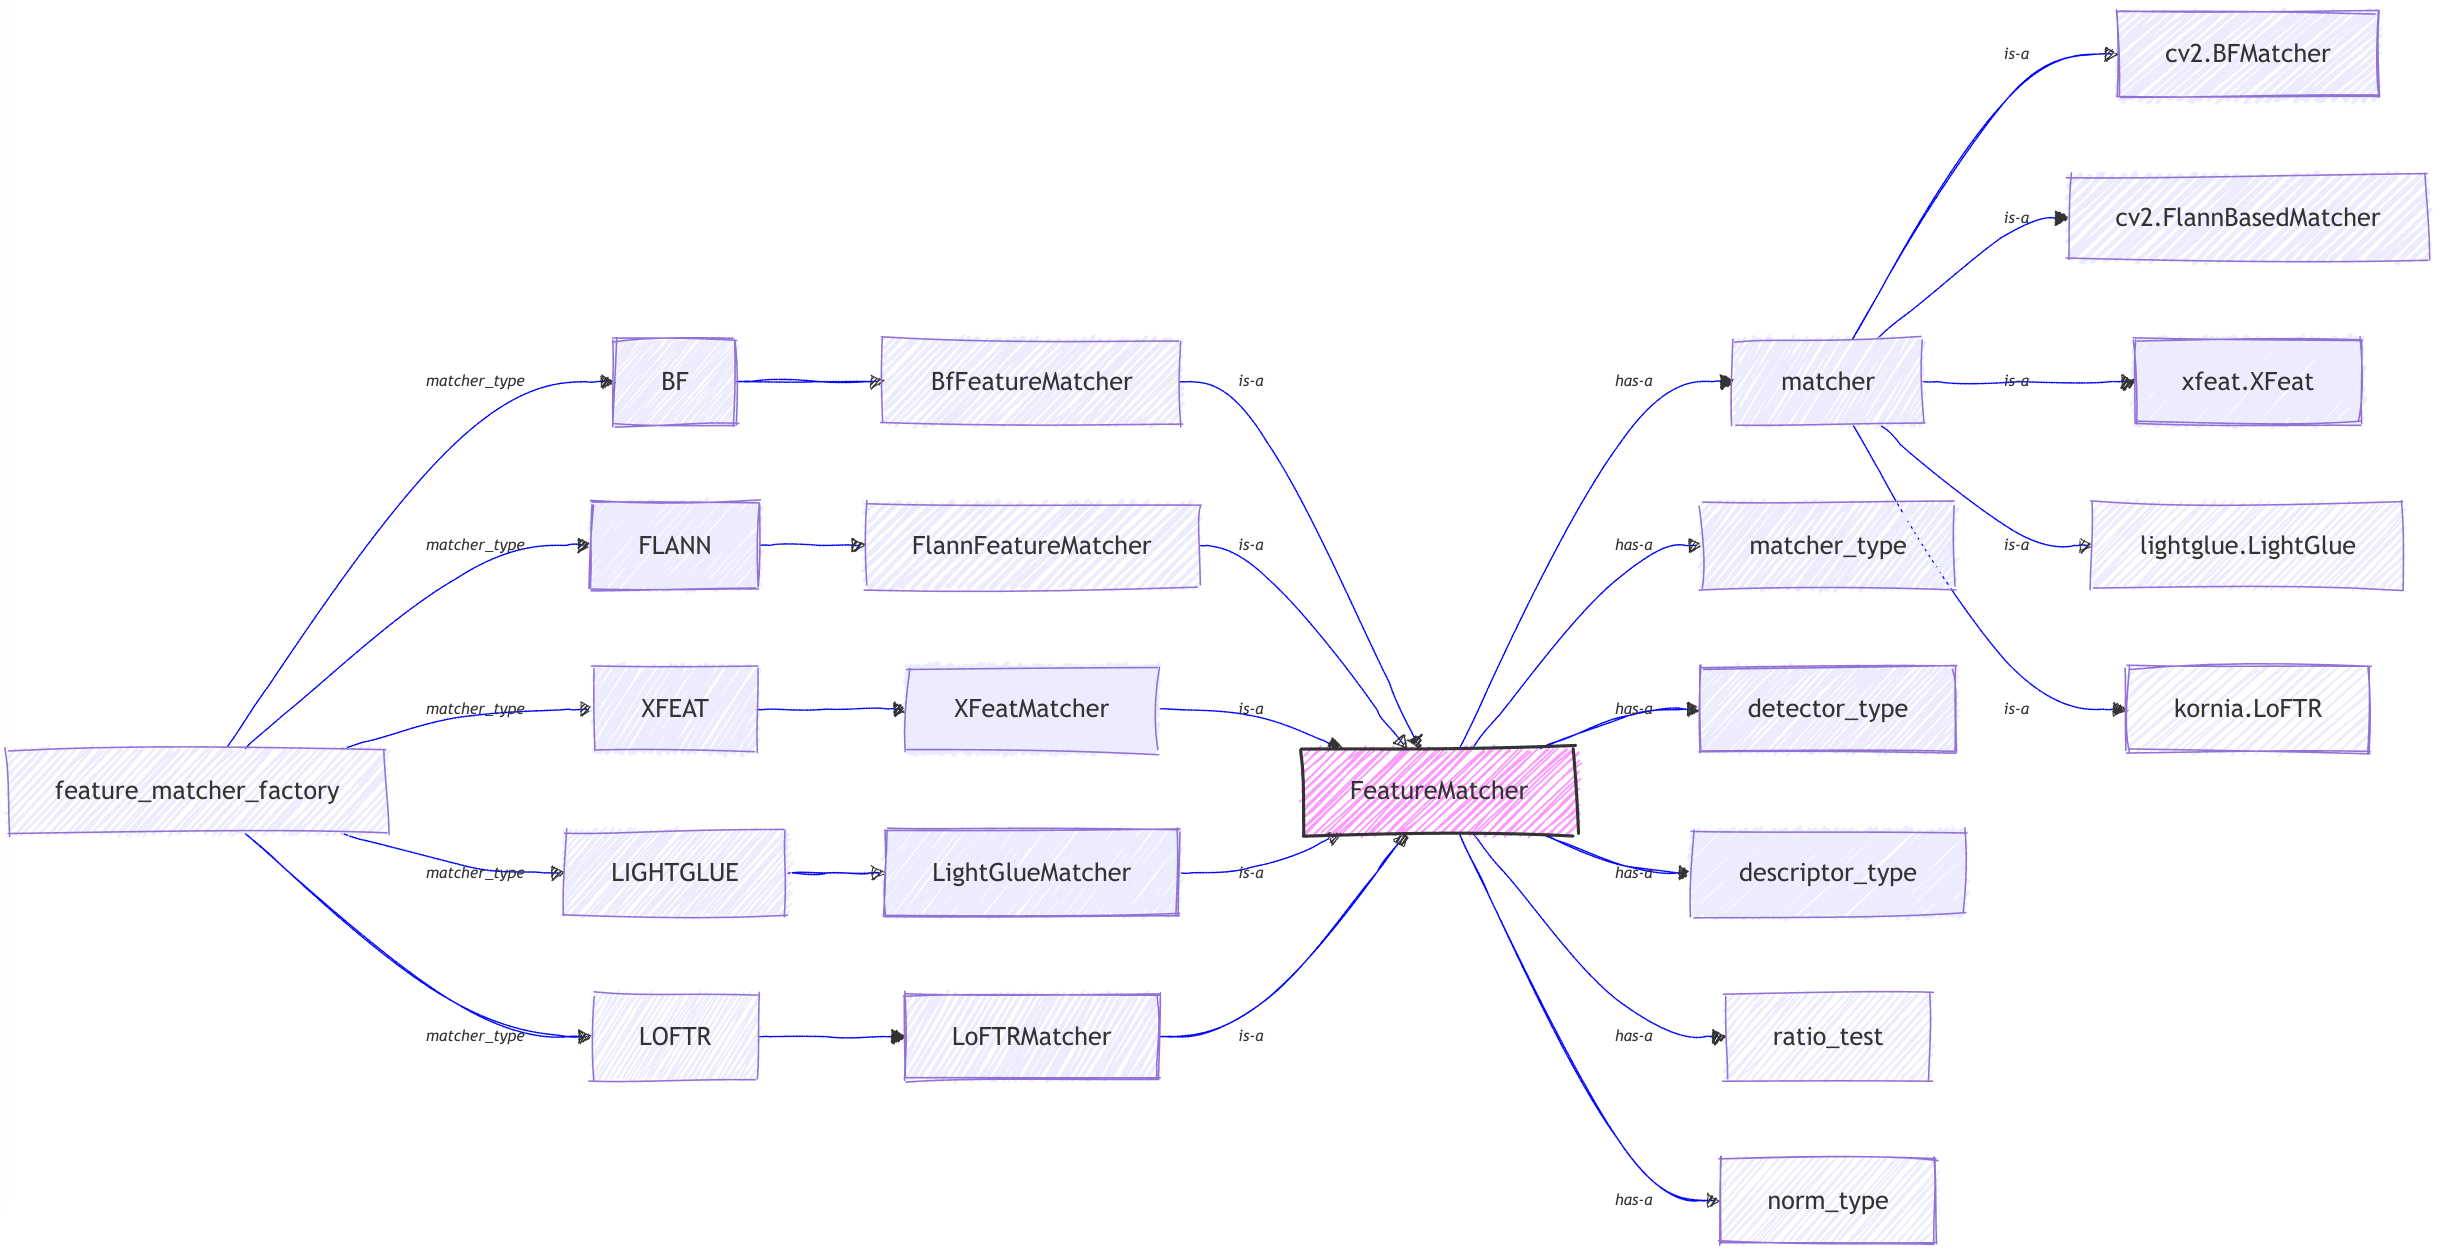 feature_matcher_factory
matcher_type
BF
BfFeatureMatcher
is-a
matcher_type
FLANN
FlannFeatureMatcher
is-a
matcher_type
XFEAT
XFeatMatcher
is-a
matcher_type
LIGHTGLUE
LightGlueMatcher
is-a
matcher_type
LOFTR
LoFTRMatcher
is-a
FeatureMatcher
has-a
matcher
has-a
matcher_type
has-a
detector_type
has-a
descriptor_type
has-a
ratio_test
has-a
norm_type
is-a
cv2.BFMatcher
is-a
cv2.FlannBasedMatcher
is-a
xfeat.XFeat
is-a
lightglue.LightGlue
is-a
kornia.LoFTR